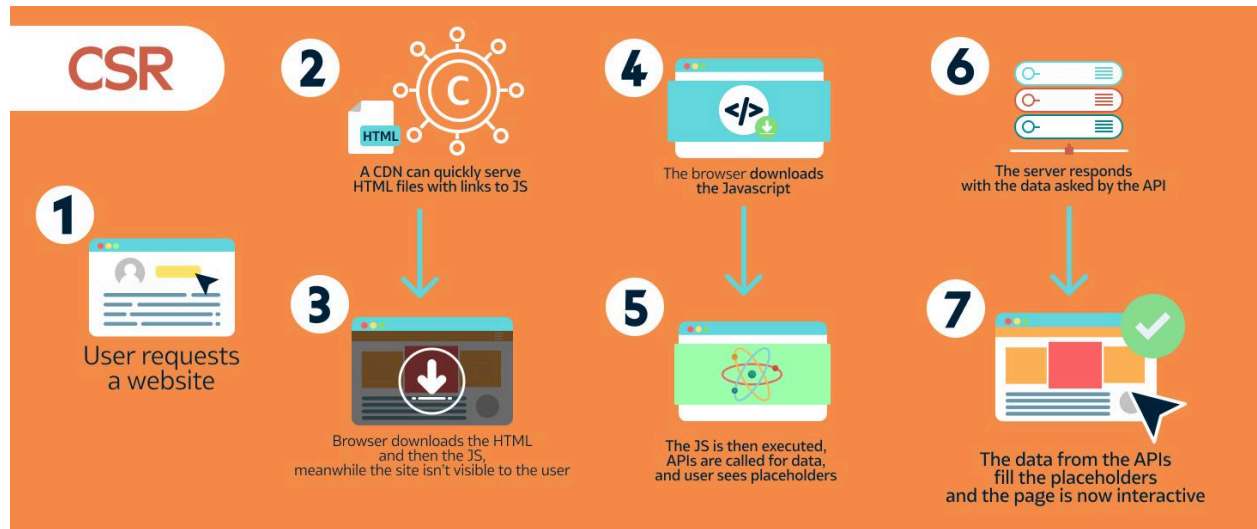 CSR
1
User requests
a website
2
C
HTML
A CDN can quickly serve
HTML files with links to JS
3
Browser downloads the HTML
and then the JS,
meanwhile the site isn't visible to the user
4
</>
The browser downloads
the Javascript
5
The JS is then executed,
APIs are called for data,
and user sees placeholders
6
The server responds
with the data asked by the API
7
The data from the APIs
fill the placeholders
and the page is now interactive